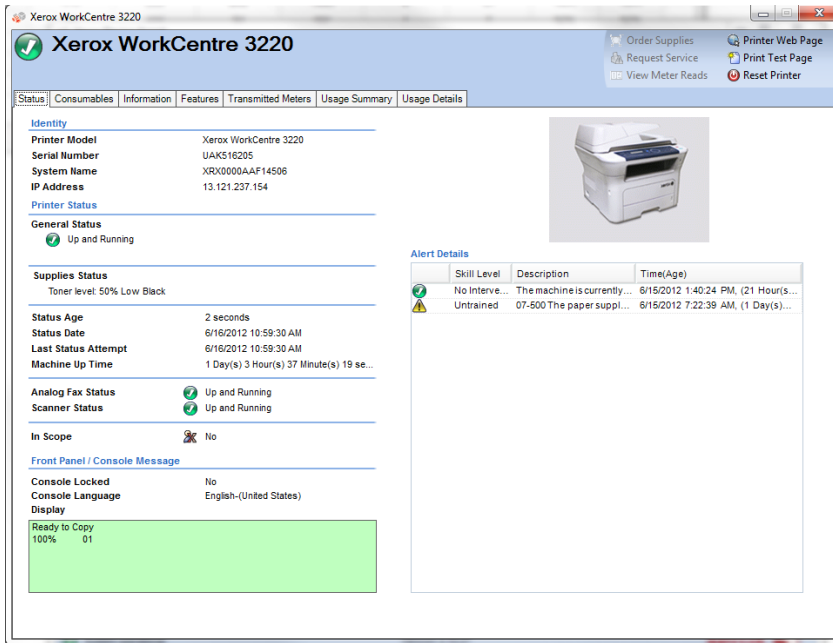 Xerox WorkCentre 3220
Xerox WorkCentre 3220
Order Supplies
Printer Web Page
Request Service
Print Test Page
View Meter Reads
Reset Printer
Status Consumables Information Features Transmitted Meters Usage Summary Usage Details
Identity
Printer Model Xerox WorkCentre 3220
Serial Number UAK516205
System Name XRX0000AAF14506
IP Address 13.121.237.154
Printer Status
General Status
Up and Running
Supplies Status
Toner level: 50% Low Black
Status Age 2 seconds
Status Date 6/16/2012 10:59:30 AM
Last Status Attempt 6/16/2012 10:59:30 AM
Machine Up Time 1 Day(s) 3 Hour(s) 37 Minute(s) 19 se...
Analog Fax Status Up and Running
Scanner Status Up and Running
In Scope No
Front Panel / Console Message
Console Locked No
Console Language English-(United States)
Display
Ready to Copy
100% 01
Alert Details
Skill Level Description Time(Age)
No Interve... The machine is currently... 6/15/2012 1:40:24 PM, (21 Hour(s...
Untrained 07-500 The paper suppl... 6/15/2012 7:22:39 AM, (1 Day(s)...